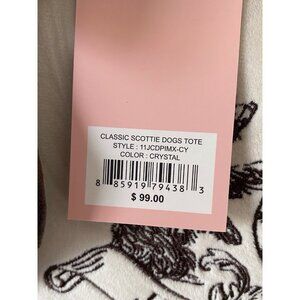 CLASSIC SCOTTIE DOGS TOTE
STYLE : 11JCDPIMX-CY
COLOR : CRYSTAL
8 85919 79438 3
$ 99.00